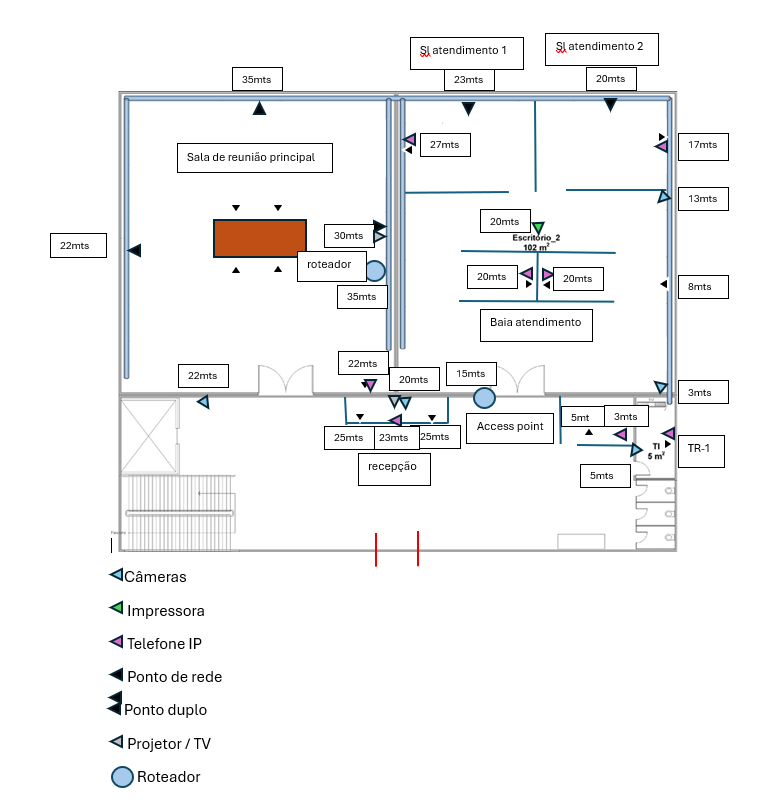 Sl atendimento 1
Sl atendimento 2
35mts
23mts
20mts
27mts
17mts
Sala de reunião principal
13mts
20mts
30mts
Escritório_2
102 m²
22mts
roteador
20mts
20mts
8mts
35mts
Baia atendimento
22mts
22mts
20mts
15mts
3mts
5mt
3mts
Access point
25mts
23mts
25mts
TI
5 m²
TR-1
recepção
5mts
Câmeras
Impressora
Telefone IP
Ponto de rede
Ponto duplo
Projetor / TV
Roteador